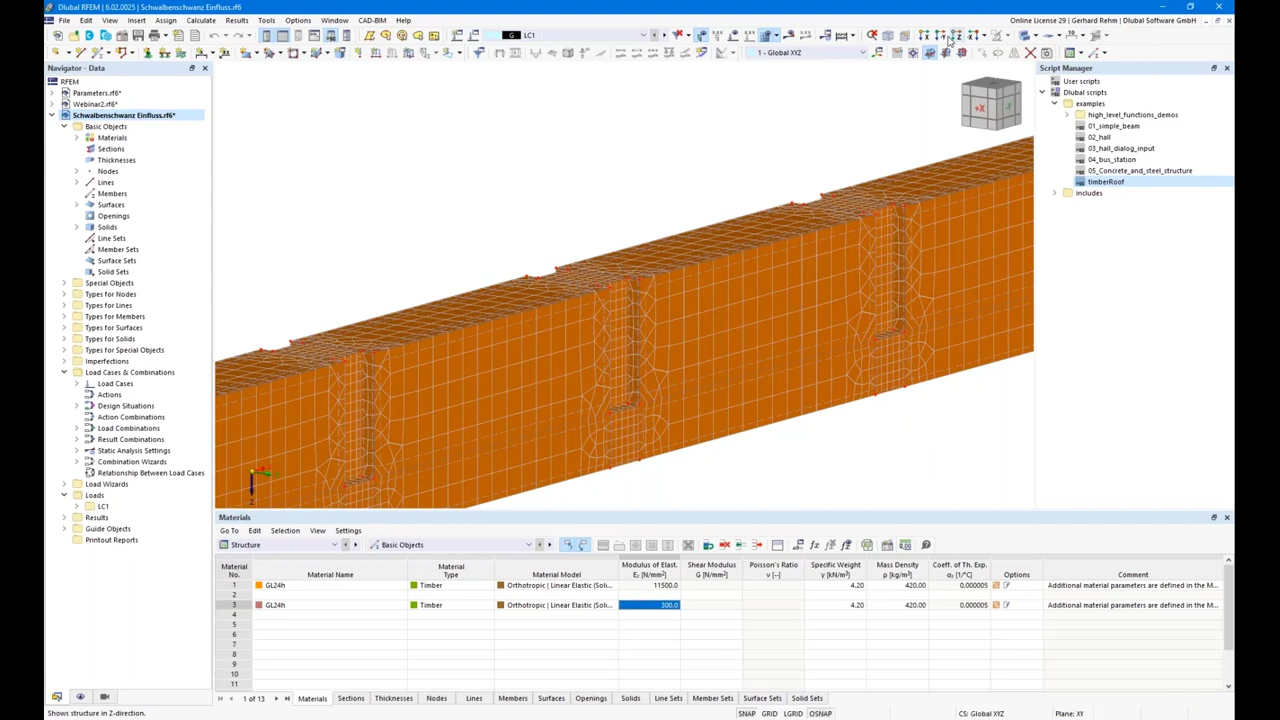 Dlubal RFEM | 6.02.0025 | Schwalbenschwanz Einfluss.rf6*
File Edit View Insert Assign Calculate Results Tools Options Window CAD-BIM Help
Online License 29 | Gerhard Rehm | Dlubal Software GmbH
G LC1
1 - Global XYZ
Navigator - Data
RFEM
Parameters.rf6*
Webinar2.rf6*
Schwalbenschwanz Einfluss.rf6*
Basic Objects
Materials
Sections
Thicknesses
Nodes
Lines
Members
Surfaces
Openings
Solids
Line Sets
Member Sets
Surface Sets
Solid Sets
Special Objects
Types for Nodes
Types for Lines
Types for Members
Types for Surfaces
Types for Solids
Types for Special Objects
Imperfections
Load Cases & Combinations
Load Cases
Actions
Design Situations
Action Combinations
Load Combinations
Result Combinations
Static Analysis Settings
Combination Wizards
Relationship Between Load Cases
Load Wizards
Loads
LC1
Results
Guide Objects
Printout Reports
+X
Script Manager
User scripts
Dlubal scripts
examples
high_level_functions_demos
01_simple_beam
02_hall
03_hall_dialog_input
04_bus_station
05_Concrete_and_steel_structure
timberRoof
includes
Materials
Go To Edit Selection View Settings
Structure Basic Objects
Material No. Material Name Material Type Material Model Modulus of Elast. Eₓ [N/mm²] Shear Modulus G [N/mm²] Poisson's Ratio ν [--] Specific Weight γ [kN/m³] Mass Density ρ [kg/m³] Coeff. of Th. Exp. αₓ [1/°C] Options Comment
1 GL24h Timber Orthotropic | Linear Elastic (Soli... 11500.0 4.20 420.00 0.000005 Additional material parameters are defined in the M...
2
3 GL24h Timber Orthotropic | Linear Elastic (Soli... 300.0 4.20 420.00 0.000005 Additional material parameters are defined in the M...
4
5
6
7
8
9
10
11
1 of 13 Materials Sections Thicknesses Nodes Lines Members Surfaces Openings Solids Line Sets Member Sets Surface Sets Solid Sets
Shows structure in Z-direction. SNAP GRID LGRID OSNAP CS: Global XYZ Plane: XY